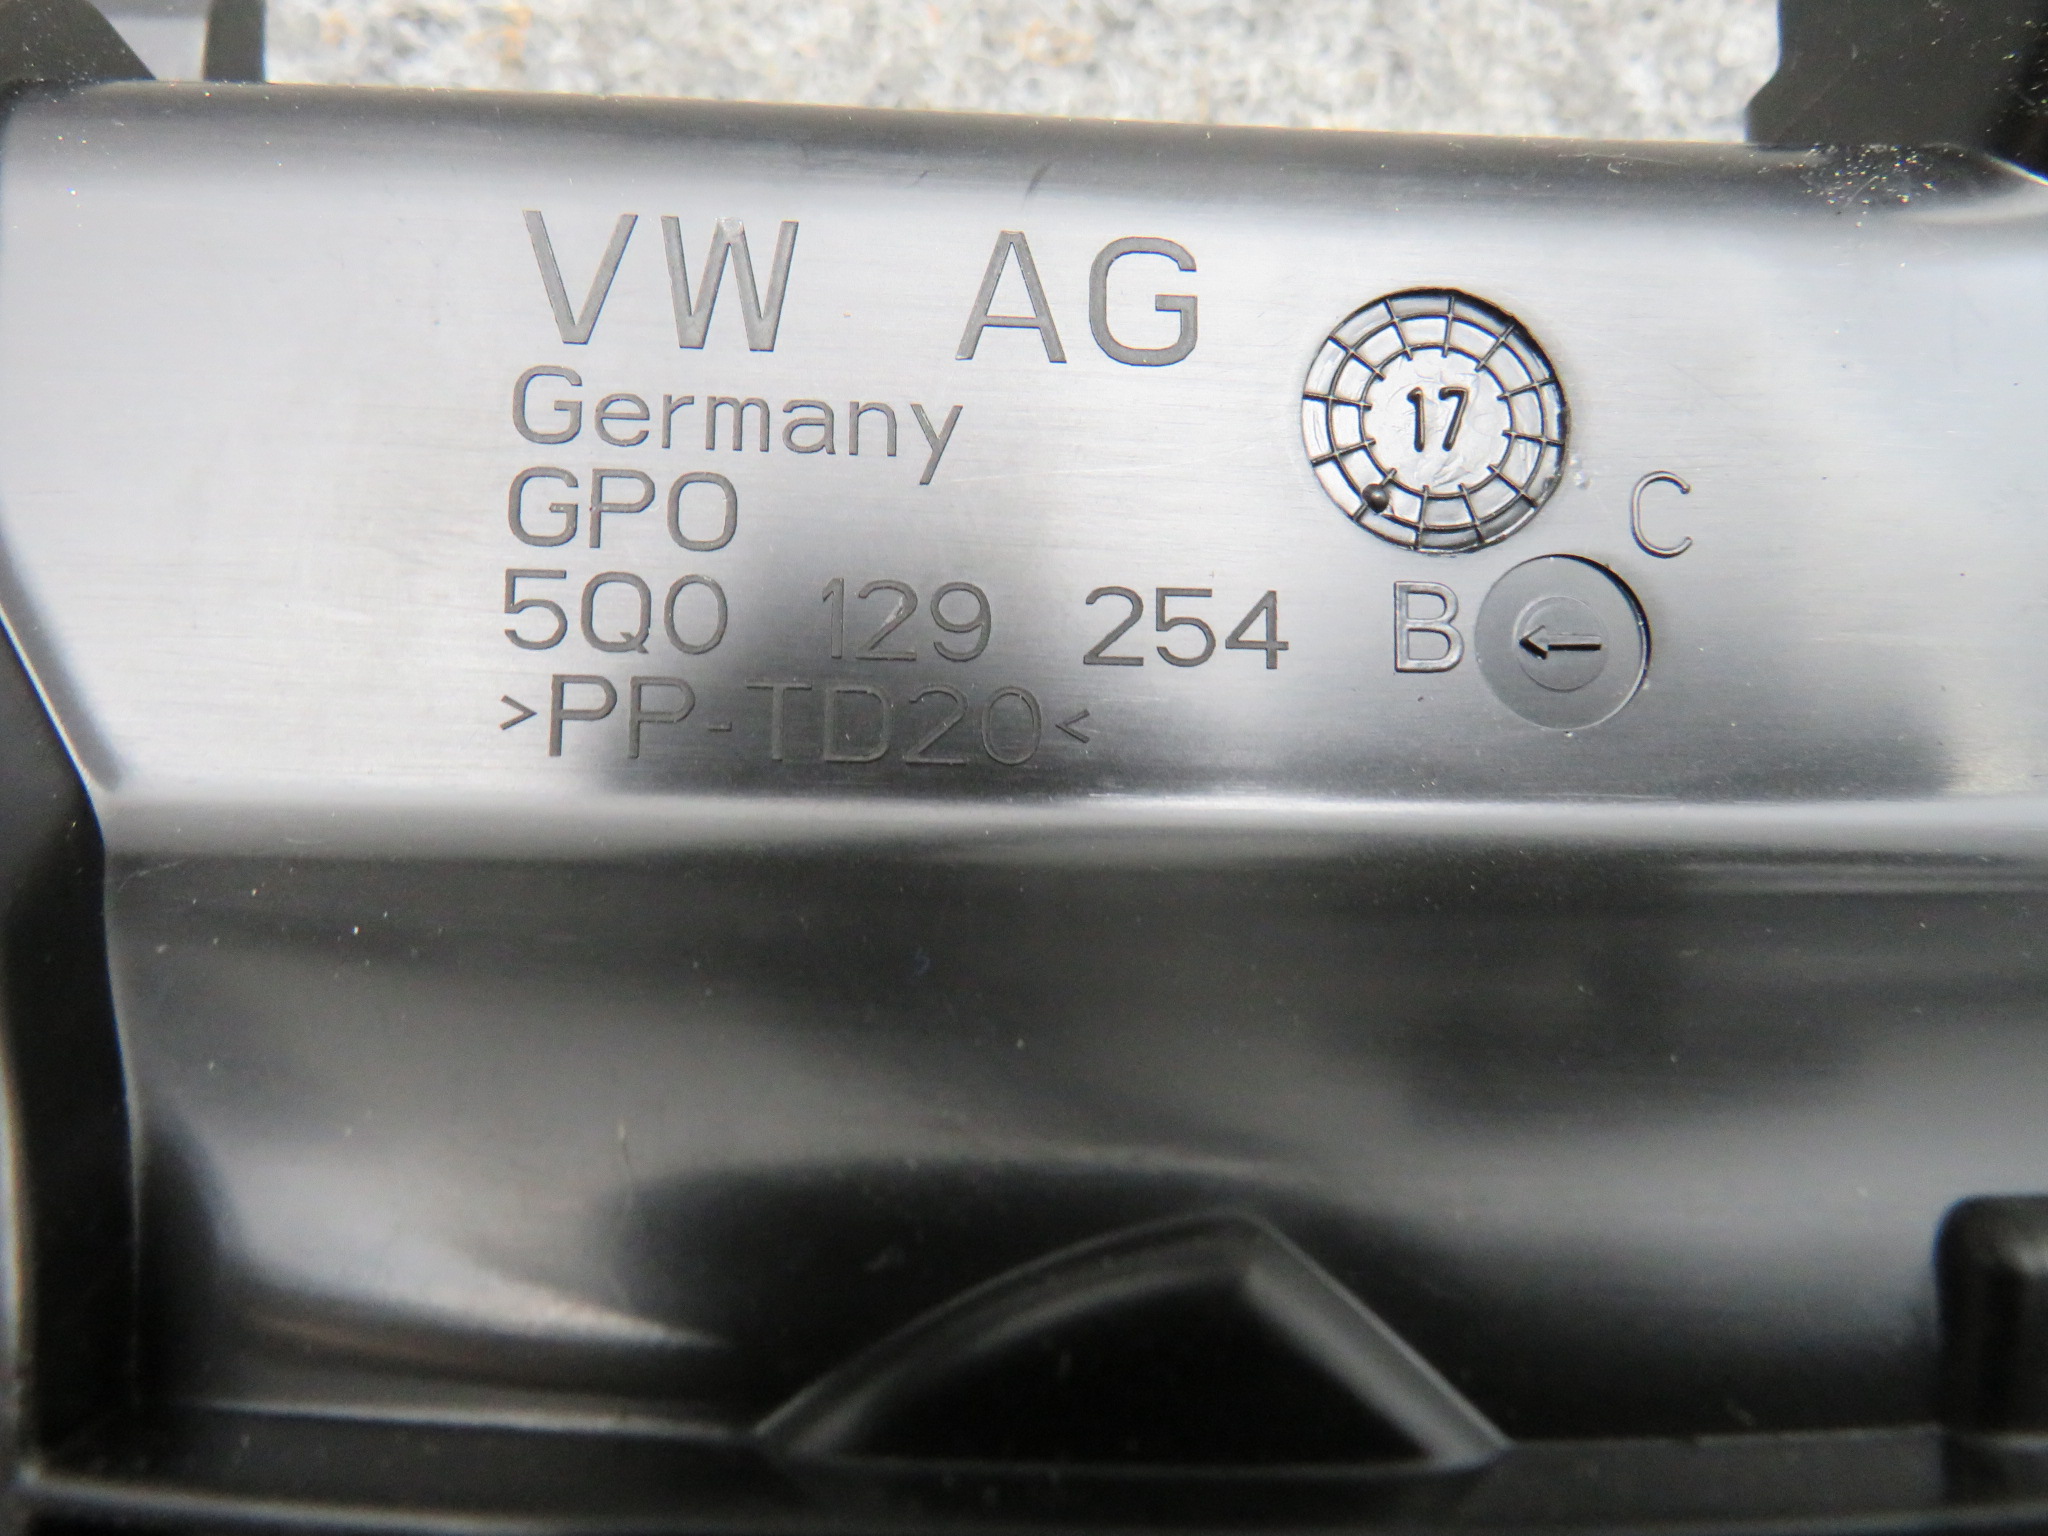 VW AG
Germany
GPO
5Q0 129 254 B
>PP-TD20<
17
C